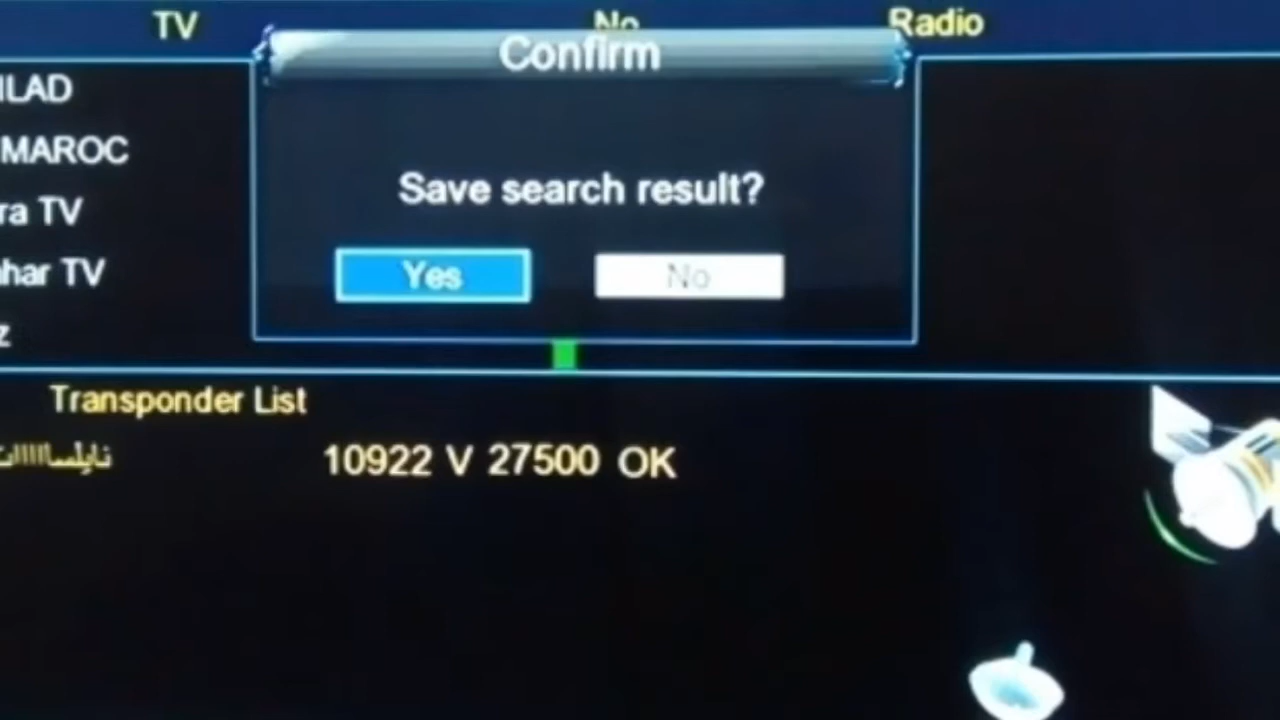 TV No Radio
Confirm
ILAD
MAROC
ra TV
har TV
z
Save search result?
Yes No
Transponder List
نايلساااات 10922 V 27500 OK